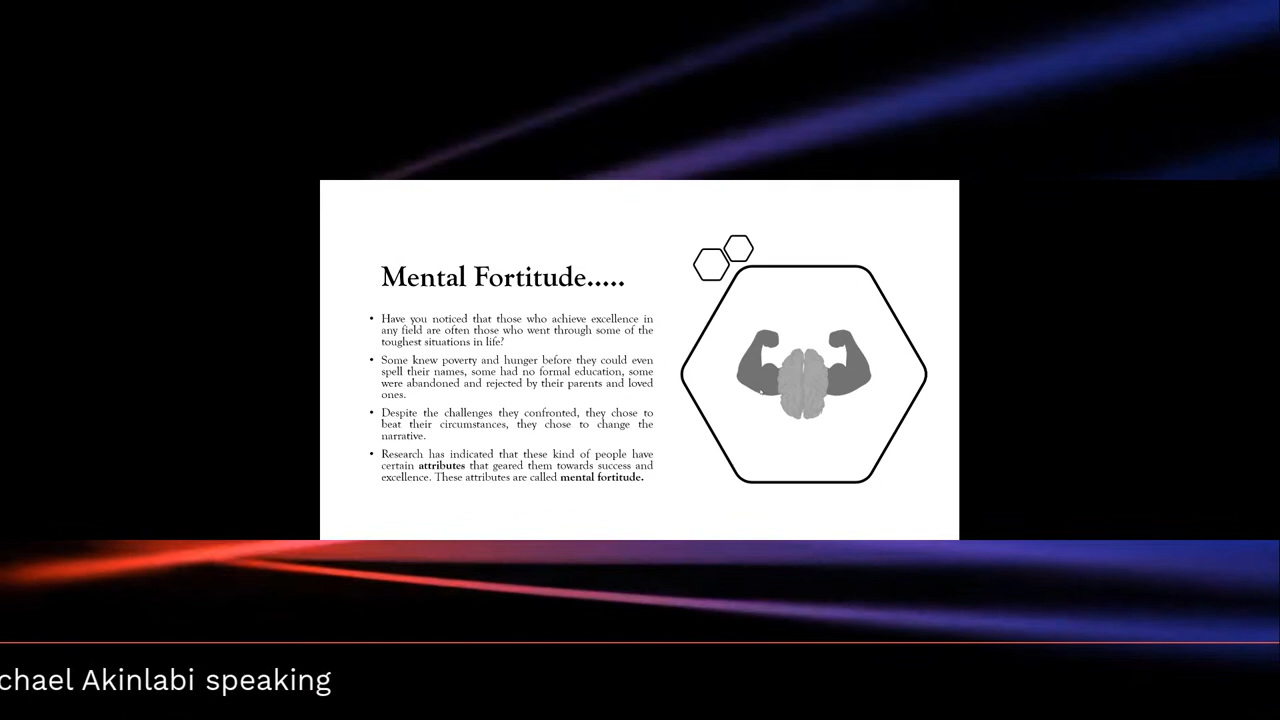 Mental Fortitude.....
• Have you noticed that those who achieve excellence in
any field are often those who went through some of the
toughest situations in life?
• Some knew poverty and hunger before they could even
spell their names, some had no formal education, some
were abandoned and rejected by their parents and loved
ones.
• Despite the challenges they confronted, they chose to
beat their circumstances, they chose to change the
narrative.
• Research has indicated that these kind of people have
certain attributes that geared them towards success and
excellence. These attributes are called mental fortitude.
chael Akinlabi speaking